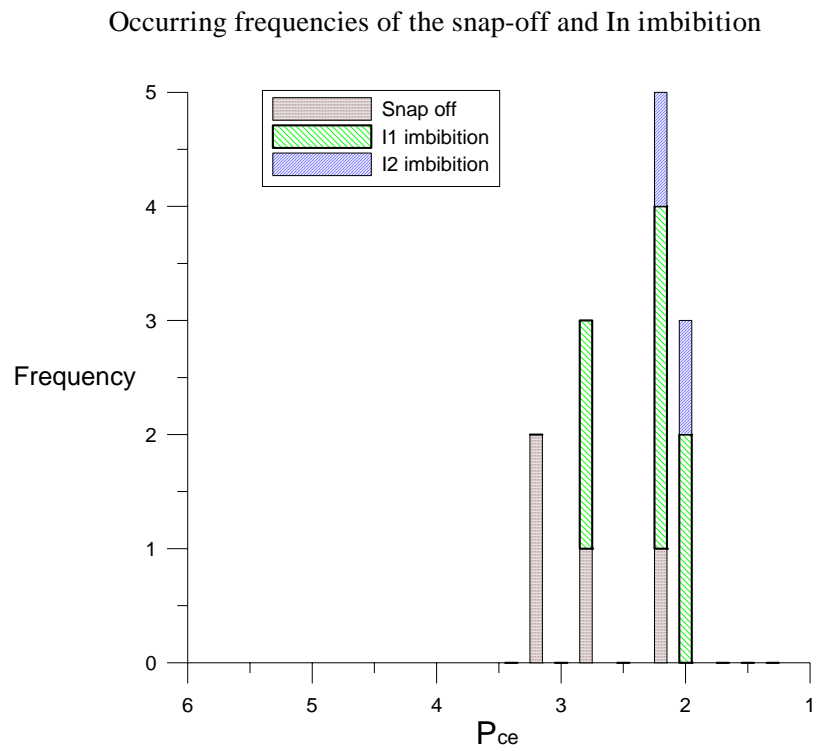 Occurring frequencies of the snap-off and In imbibition
Snap off
I1 imbibition
I2 imbibition
5
4
3
2
1
0
Frequency
6 5 4 3 2 1
Pce